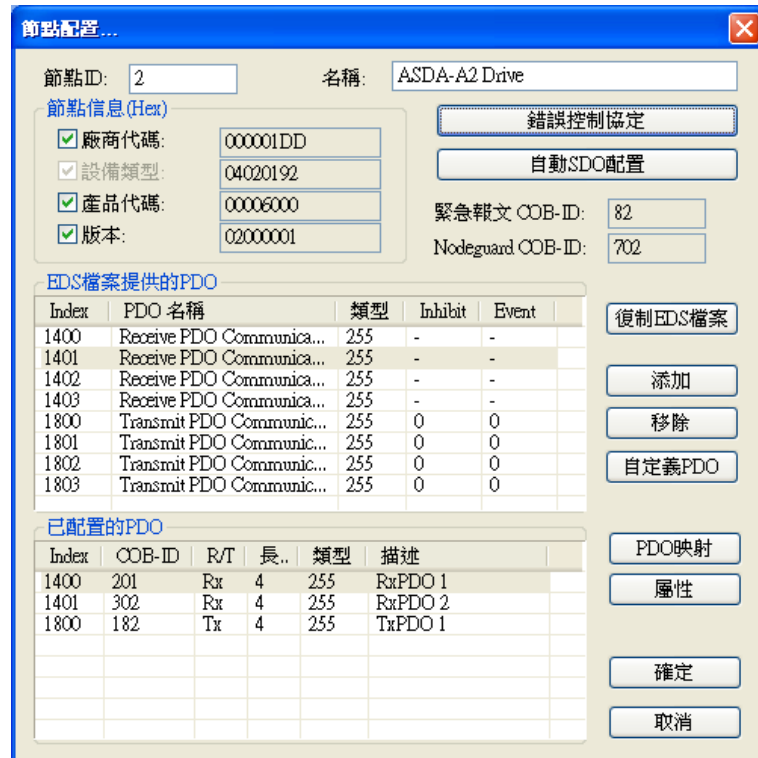 節點配置...
節點ID: 2 名稱: ASDA-A2 Drive
節點信息(Hex)
錯誤控制協定
廠商代碼: 000001DD
設備類型: 04020192
自動SDO配置
產品代碼: 00006000
緊急報文 COB-ID: 82
版本: 02000001
Nodeguard COB-ID: 702
EDS檔案提供的PDO
Index PDO 名稱 類型 Inhibit Event
1400 Receive PDO Communica... 255 - -
1401 Receive PDO Communica... 255 - -
1402 Receive PDO Communica... 255 - -
1403 Receive PDO Communica... 255 - -
1800 Transmit PDO Communic... 255 0 0
1801 Transmit PDO Communic... 255 0 0
1802 Transmit PDO Communic... 255 0 0
1803 Transmit PDO Communic... 255 0 0
復制EDS檔案
添加
移除
自定義PDO
已配置的PDO
Index COB-ID R/T 長.. 類型 描述
1400 201 Rx 4 255 RxPDO 1
1401 302 Rx 4 255 RxPDO 2
1800 182 Tx 4 255 TxPDO 1
PDO映射
屬性
確定
取消